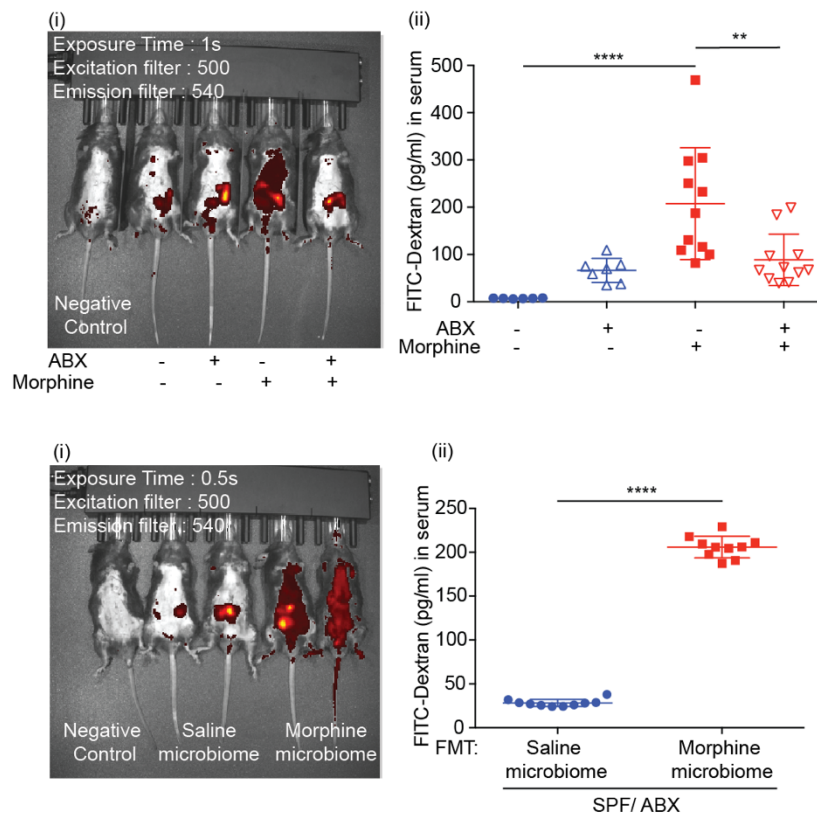 (i)
Exposure Time : 1s
Excitation filter : 500
Emission filter : 540
Negative
Control
ABX - + - +
Morphine - - + +
(ii)
FITC-Dextran (pg/ml) in serum
500
400
300
200
100
0
****
**
ABX - + - +
Morphine - - + +
(i)
Exposure Time : 0.5s
Excitation filter : 500
Emission filter : 540
Negative
Control
Saline
microbiome
Morphine
microbiome
(ii)
FITC-Dextran (pg/ml) in serum
250
200
150
100
50
0
****
FMT:
Saline
microbiome
Morphine
microbiome
SPF/ ABX